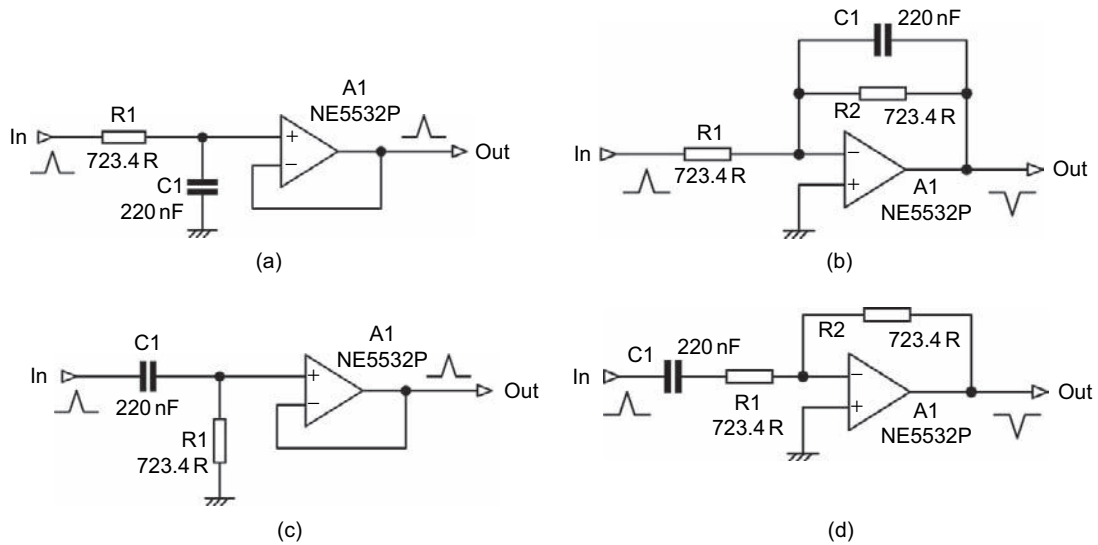 In
R1
723.4 R
C1
220 nF
A1
NE5532P
+
−
Out
(a)
C1
220 nF
R2
723.4 R
In
R1
723.4 R
−
+
A1
NE5532P
Out
(b)
In
C1
220 nF
R1
723.4 R
A1
NE5532P
+
−
Out
(c)
In
C1
220 nF
R1
723.4 R
R2
723.4 R
−
+
A1
NE5532P
Out
(d)